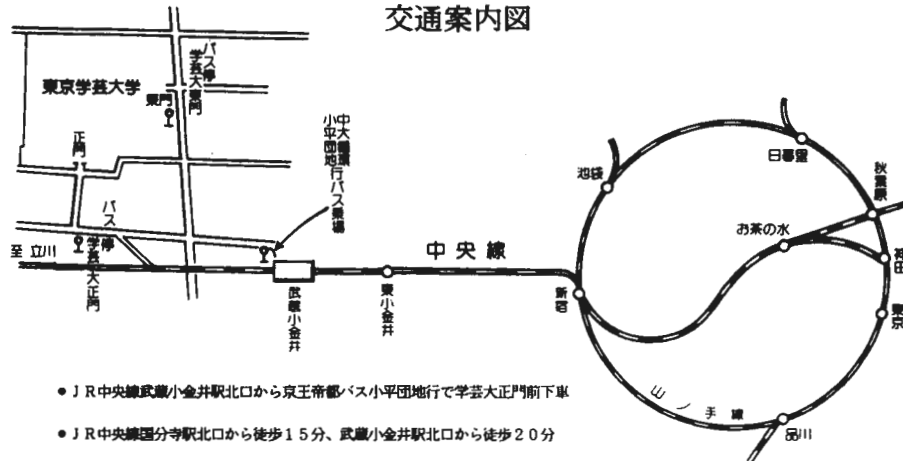 交通案内図
東京学芸大学
東門
バス停
学芸大東門
正門
バス停
学芸大正門
至 立川
中大循環
小平団地行バス乗場
武蔵小金井
東小金井
中央線
新宿
池袋
日暮里
秋葉原
お茶の水
神田
東京
品川
山ノ手線
● JR中央線武蔵小金井駅北口から京王帝都バス小平団地行で学芸大正門前下車
● JR中央線国分寺駅北口から徒歩15分、武蔵小金井駅北口から徒歩20分